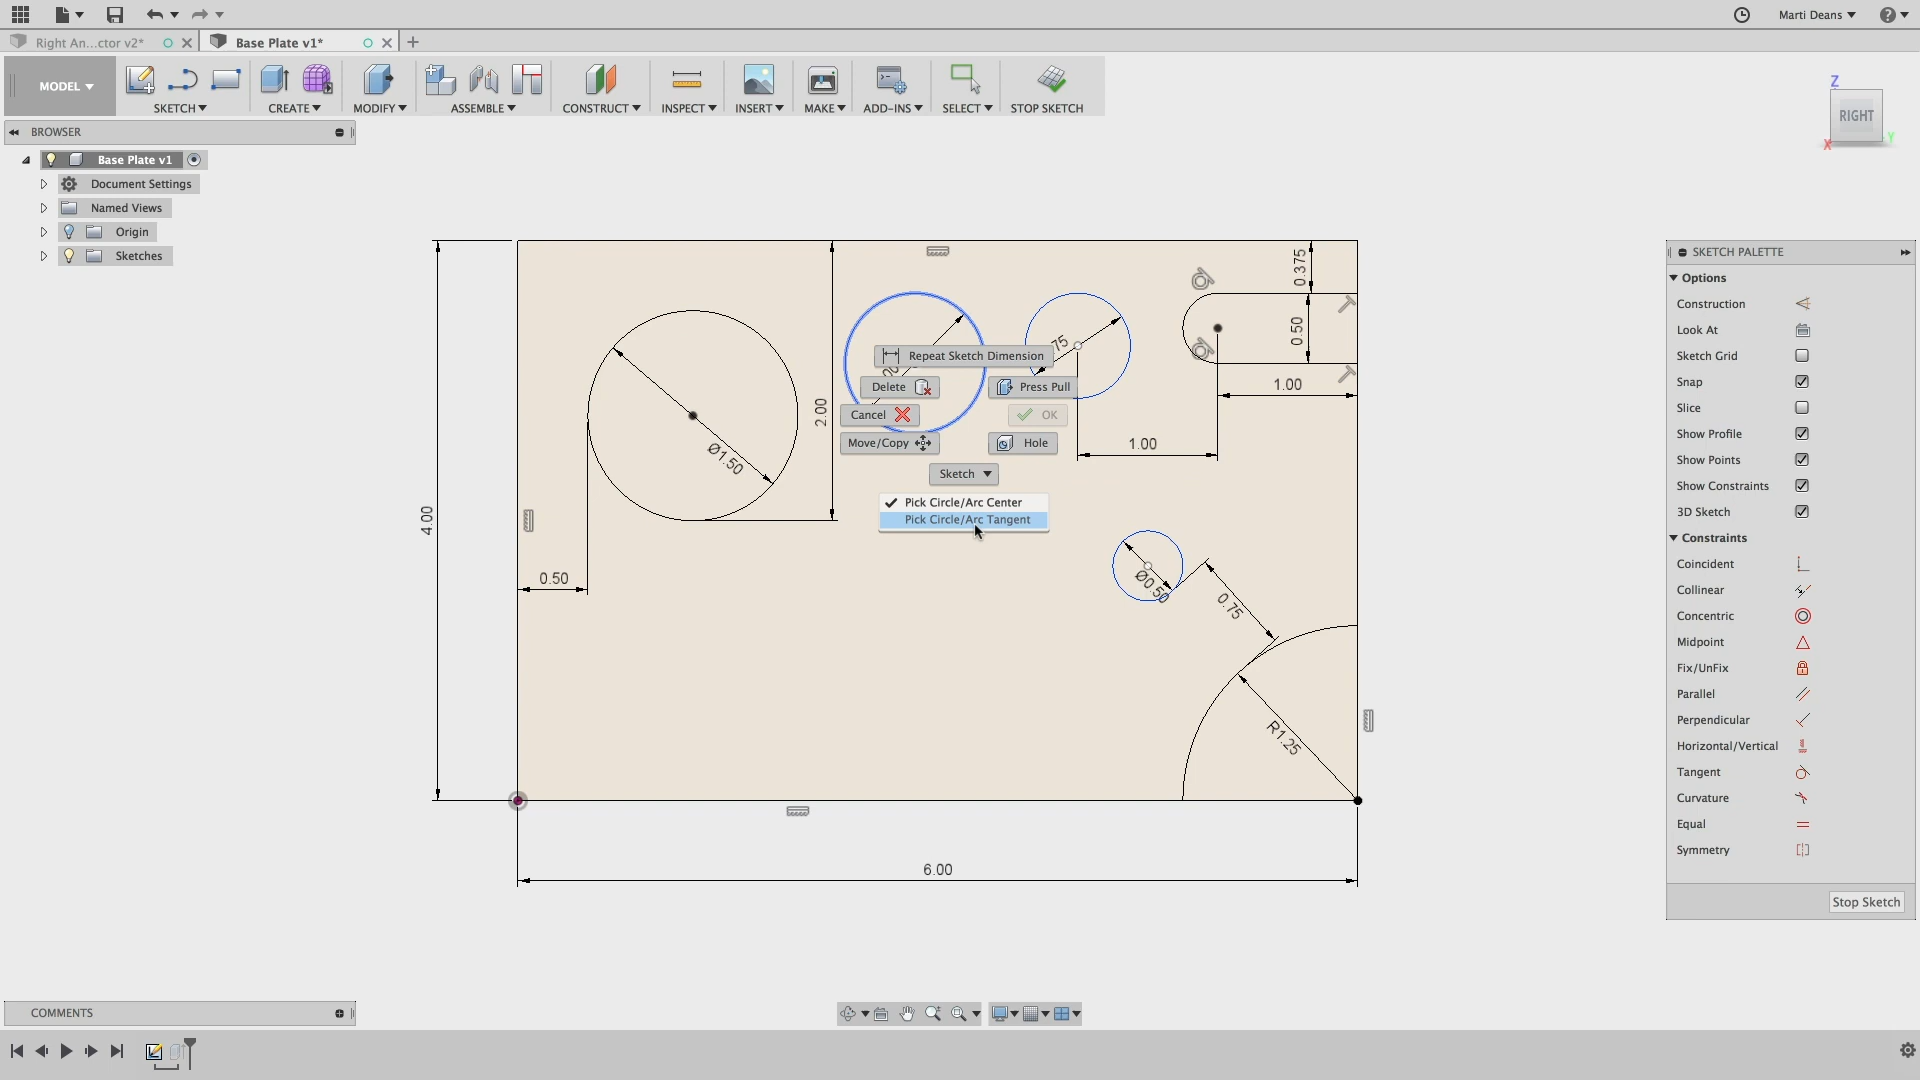 Marti Deans
Right An...ctor v2*
Base Plate v1*
MODEL
SKETCH
CREATE
MODIFY
ASSEMBLE
CONSTRUCT
INSPECT
INSERT
MAKE
ADD-INS
SELECT
STOP SKETCH
Z
RIGHT
X
Y
BROWSER
Base Plate v1
Document Settings
Named Views
Origin
Sketches
SKETCH PALETTE
Options
Construction
Look At
Sketch Grid
Snap
Slice
Show Profile
Show Points
Show Constraints
3D Sketch
Constraints
Coincident
Collinear
Concentric
Midpoint
Fix/UnFix
Parallel
Perpendicular
Horizontal/Vertical
Tangent
Curvature
Equal
Symmetry
Stop Sketch
0.375
0.50
1.00
1.00
2.00
Ø1.50
4.00
0.50
Ø0.50
0.75
R1.25
6.00
75
Repeat Sketch Dimension
Delete
Press Pull
Cancel
OK
Move/Copy
Hole
Sketch
Pick Circle/Arc Center
Pick Circle/Arc Tangent
COMMENTS